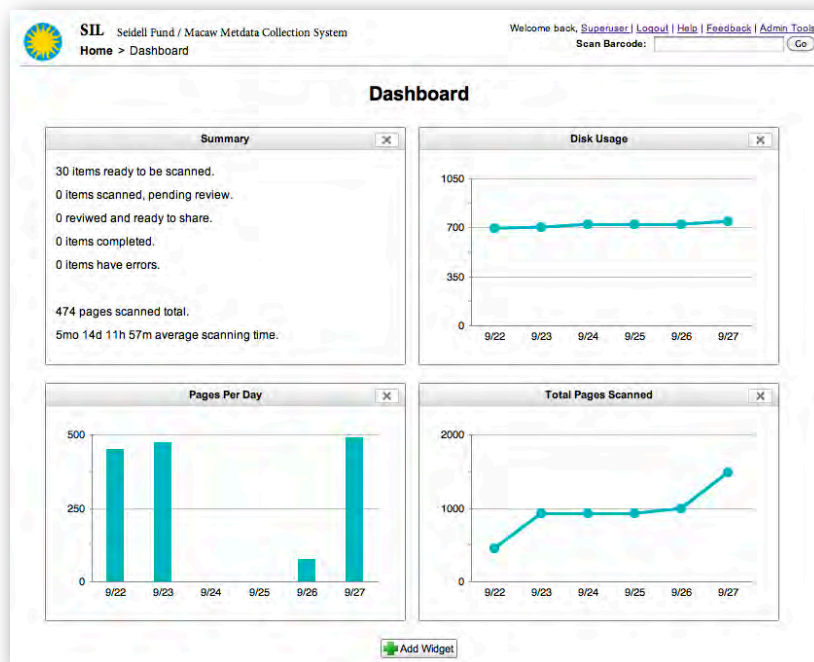 SIL Seidell Fund / Macaw Metdata Collection System
Home > Dashboard
Welcome back, Superuser | Logout | Help | Feedback | Admin Tools
Scan Barcode: Go
Dashboard
Summary
30 items ready to be scanned.
0 items scanned, pending review.
0 reviwed and ready to share.
0 items completed.
0 items have errors.
474 pages scanned total.
5mo 14d 11h 57m average scanning time.
Disk Usage
1050
700
350
0
9/22 9/23 9/24 9/25 9/26 9/27
Pages Per Day
500
250
0
9/22 9/23 9/24 9/25 9/26 9/27
Total Pages Scanned
2000
1000
0
9/22 9/23 9/24 9/25 9/26 9/27
Add Widget